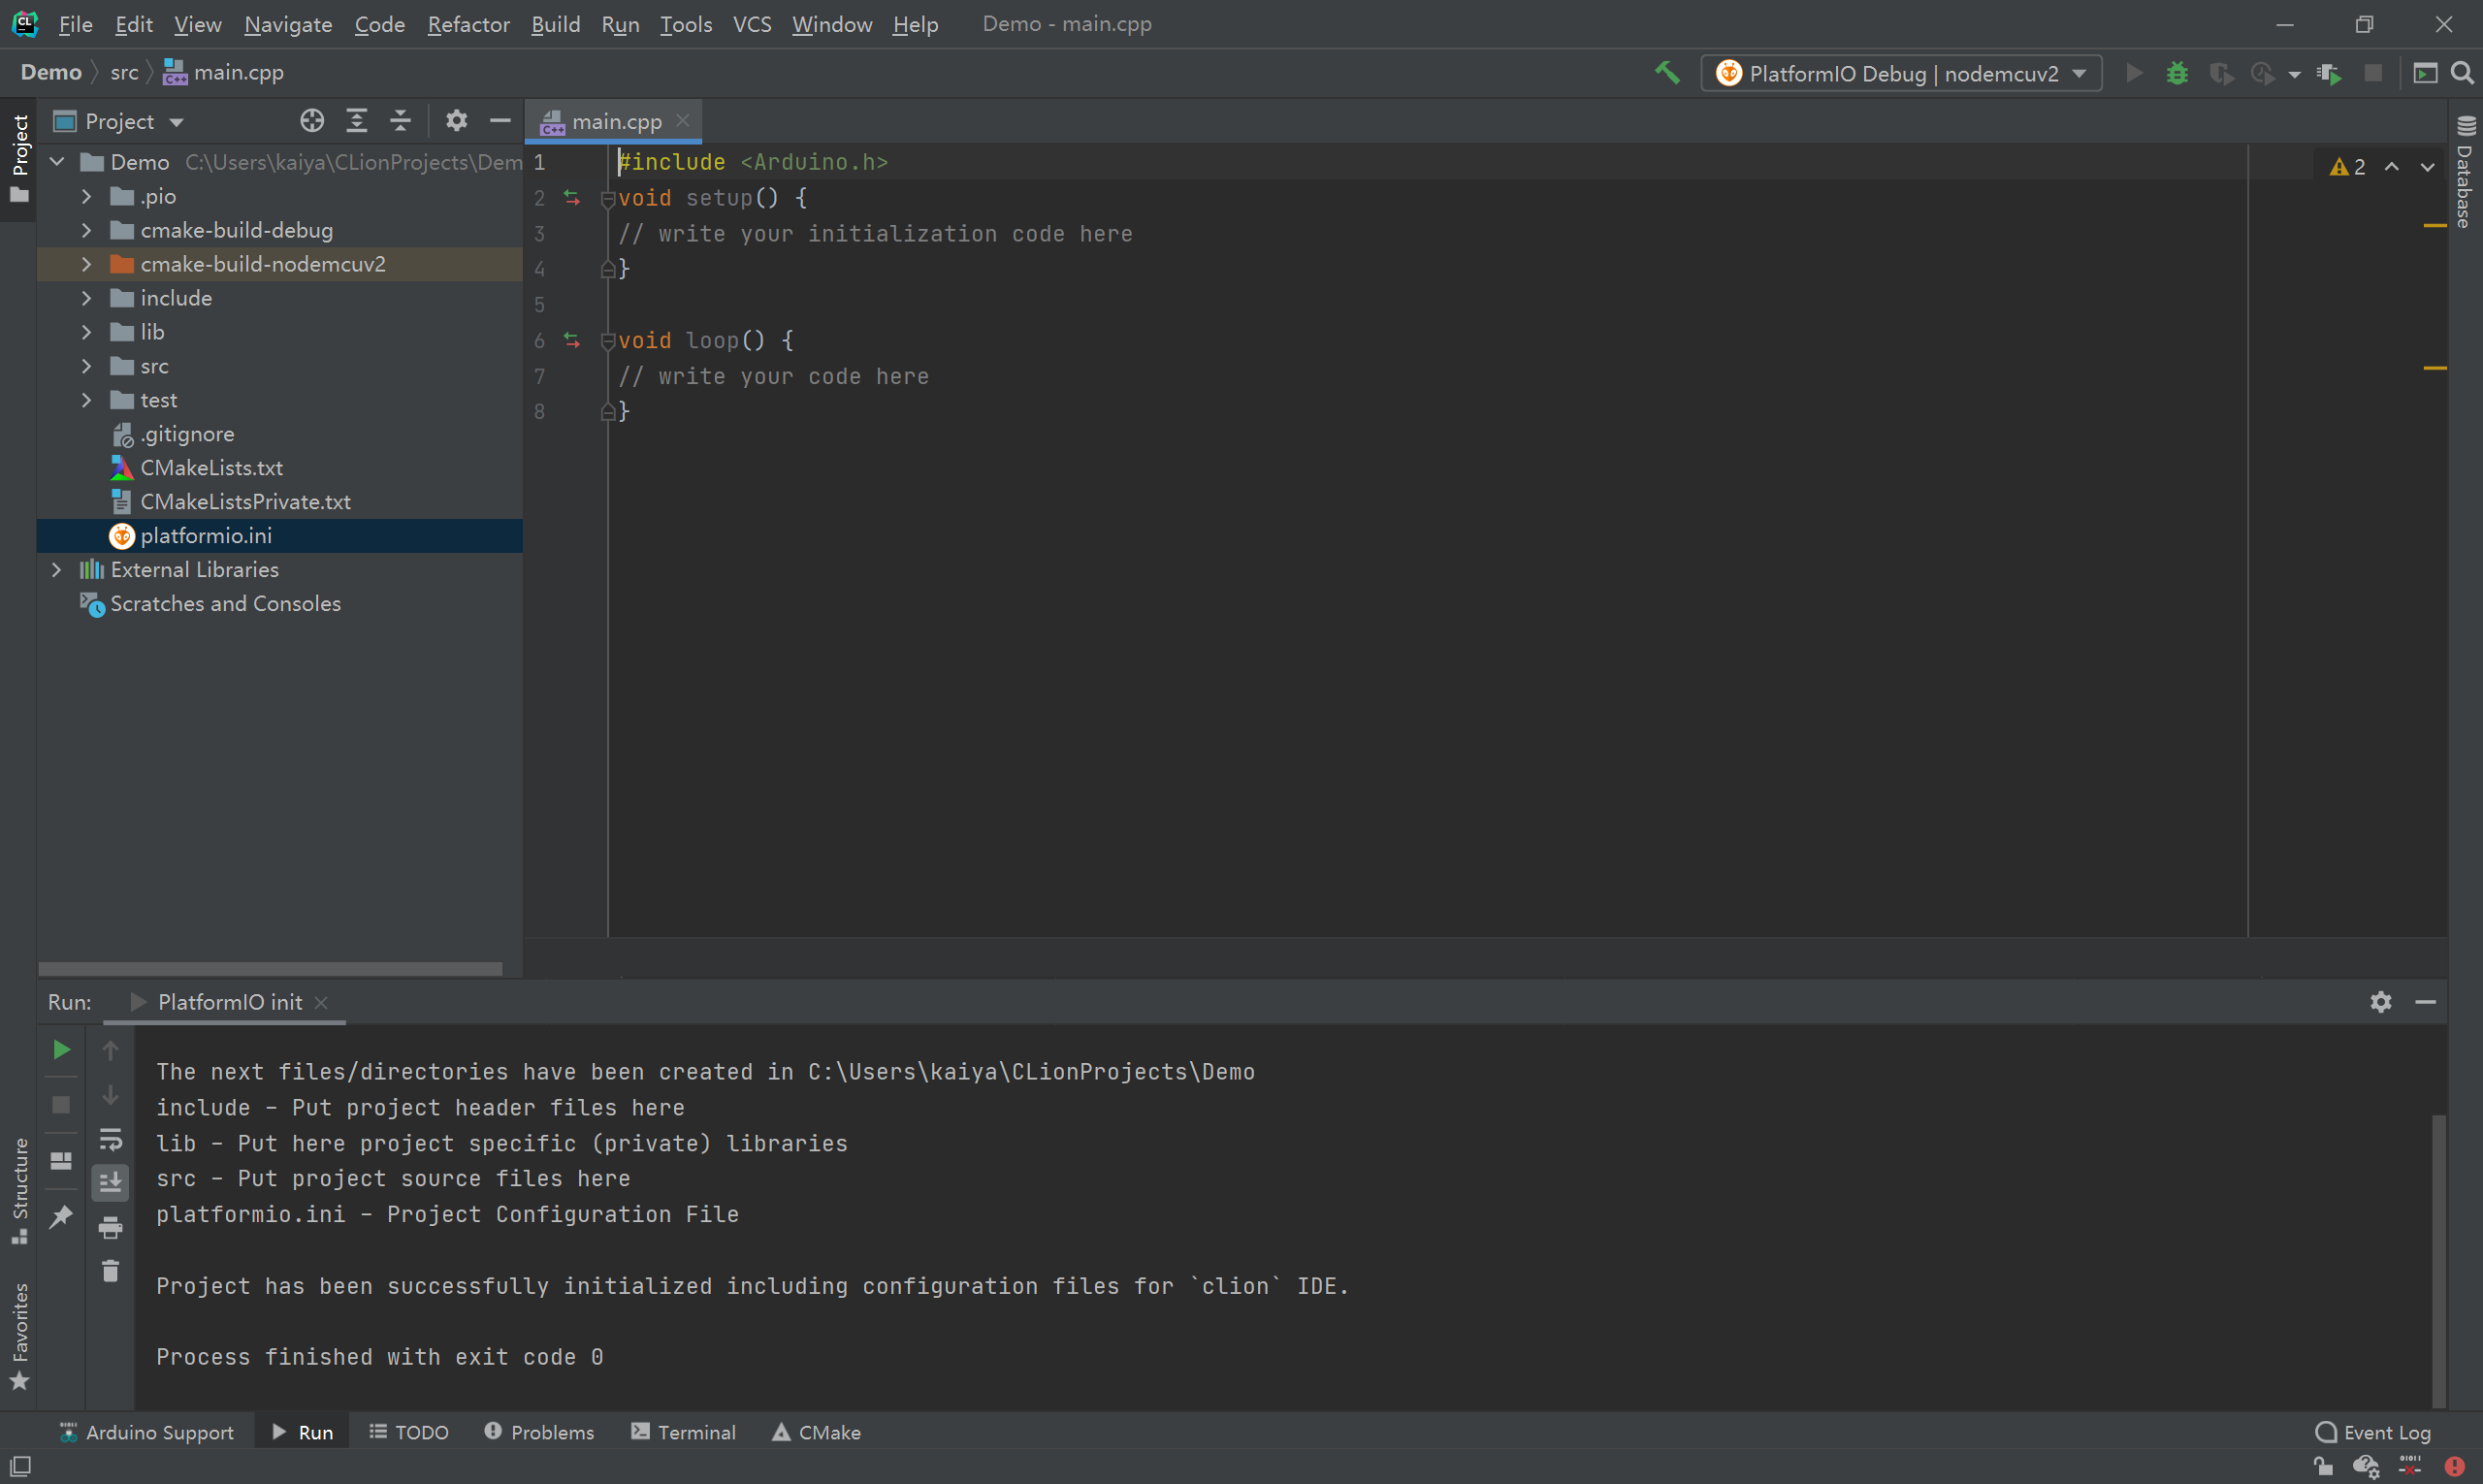 File Edit View Navigate Code Refactor Build Run Tools VCS Window Help Demo - main.cpp
Demo src main.cpp PlatformIO Debug | nodemcuv2
Project
Project
main.cpp
Database
Demo C:\Users\kaiya\CLionProjects\Dem
.pio
cmake-build-debug
cmake-build-nodemcuv2
include
lib
src
test
.gitignore
CMakeLists.txt
CMakeListsPrivate.txt
platformio.ini
External Libraries
Scratches and Consoles
1 #include <Arduino.h>
2 void setup() {
3 // write your initialization code here
4 }
5
6 void loop() {
7 // write your code here
8 }
2
Run: PlatformIO init
The next files/directories have been created in C:\Users\kaiya\CLionProjects\Demo
include - Put project header files here
lib - Put here project specific (private) libraries
src - Put project source files here
platformio.ini - Project Configuration File
Project has been successfully initialized including configuration files for `clion` IDE.
Process finished with exit code 0
Structure
Favorites
Arduino Support Run TODO Problems Terminal CMake Event Log